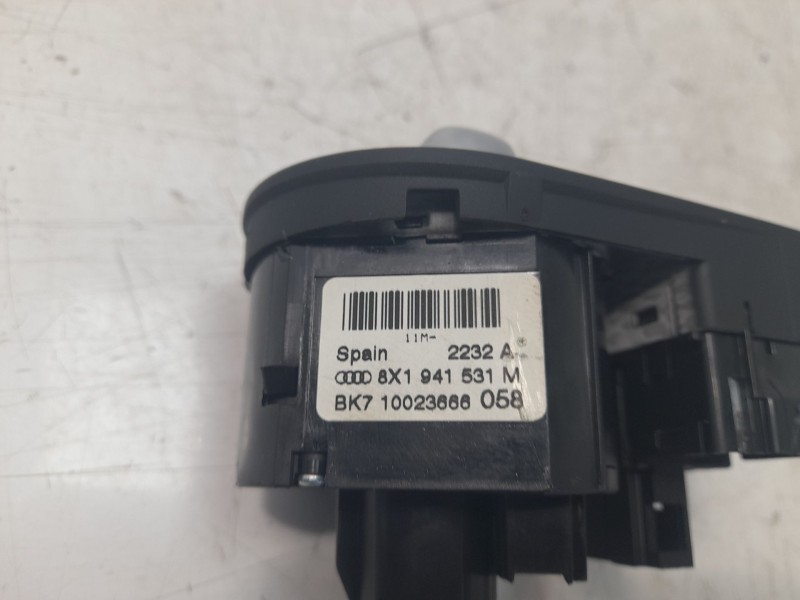 11M-
Spain 2232 A
8X1 941 531 M
BK7 10023666 058